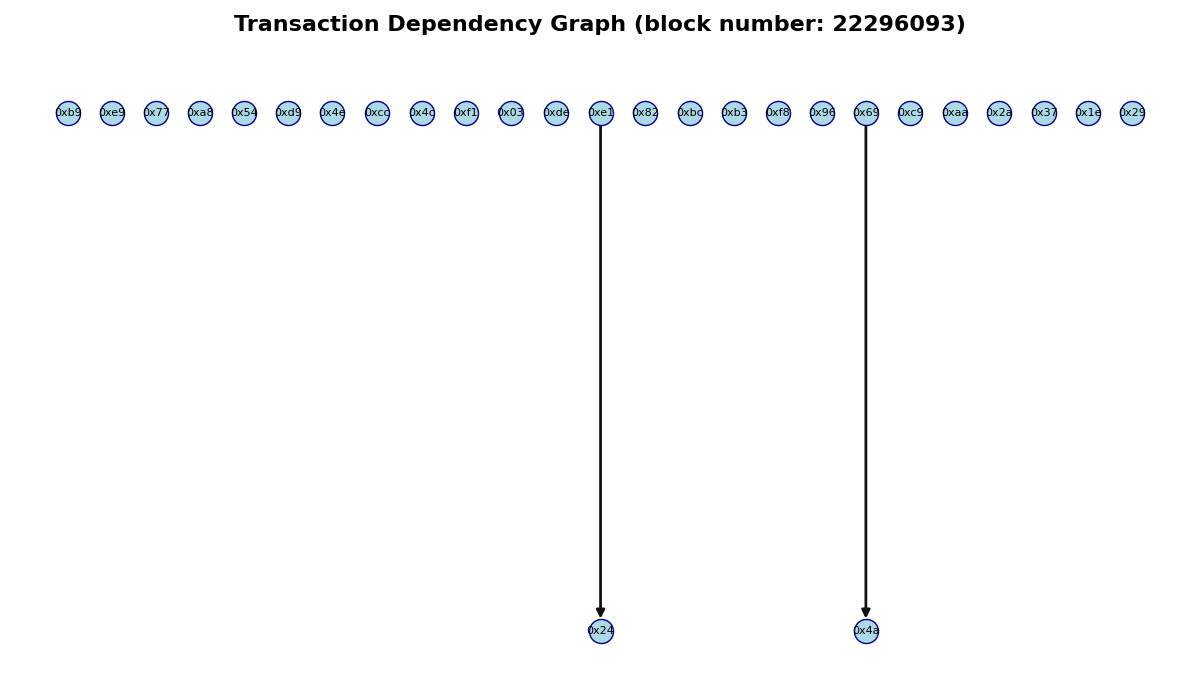 Transaction Dependency Graph (block number: 22296093)
0xb9 0xe9 0x77 0xa8 0x54 0xd9 0x4e 0xcc 0x4c 0xf1 0x03 0xde 0xe1 0x82 0xbc 0xb3 0xf8 0x96 0x69 0xc9 0xaa 0x2a 0x37 0x1e 0x29
0x24 0x4a